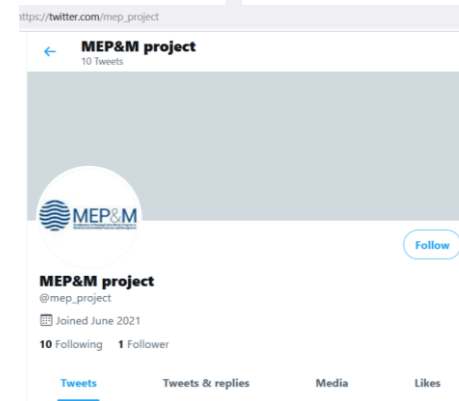 https://twitter.com/mep_project
MEP&M project
10 Tweets
MEP&M
Follow
MEP&M project
@mep_project
Joined June 2021
10 Following 1 Follower
Tweets Tweets & replies Media Likes